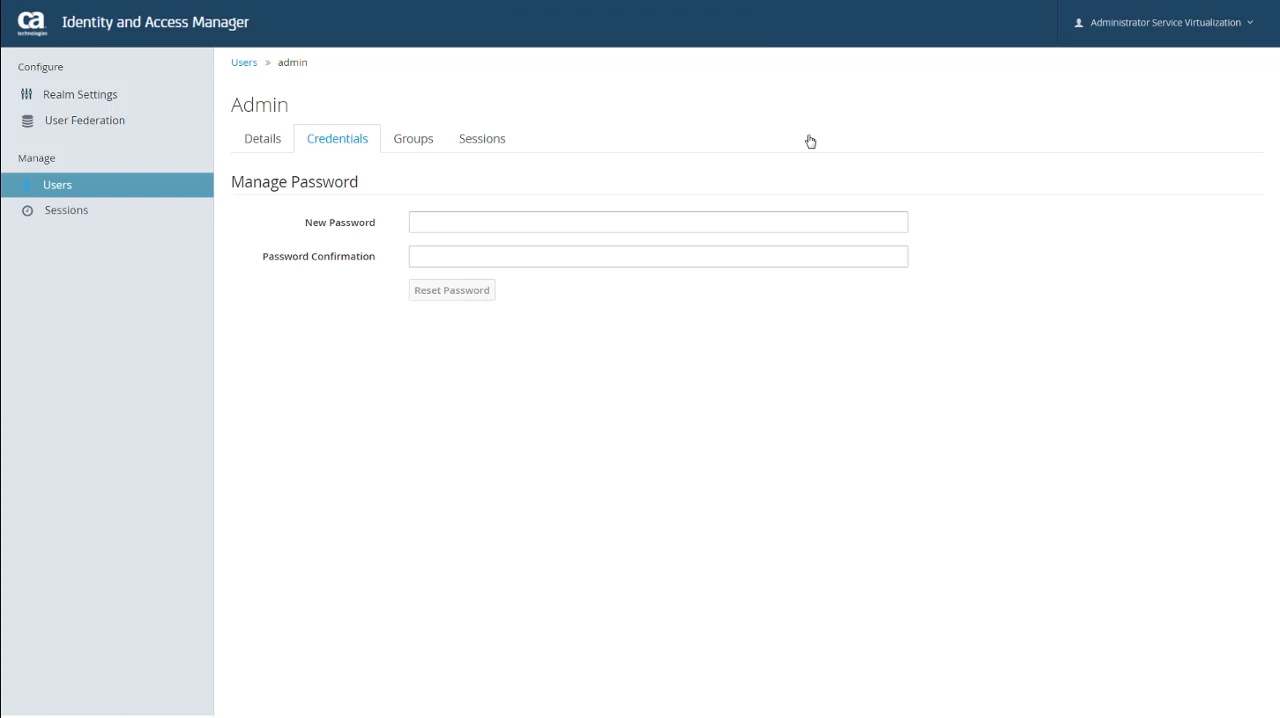 ca technologies
Identity and Access Manager
Administrator Service Virtualization
Configure
Realm Settings
User Federation
Manage
Users
Sessions
Users » admin
Admin
Details Credentials Groups Sessions
Manage Password
New Password
Password Confirmation
Reset Password